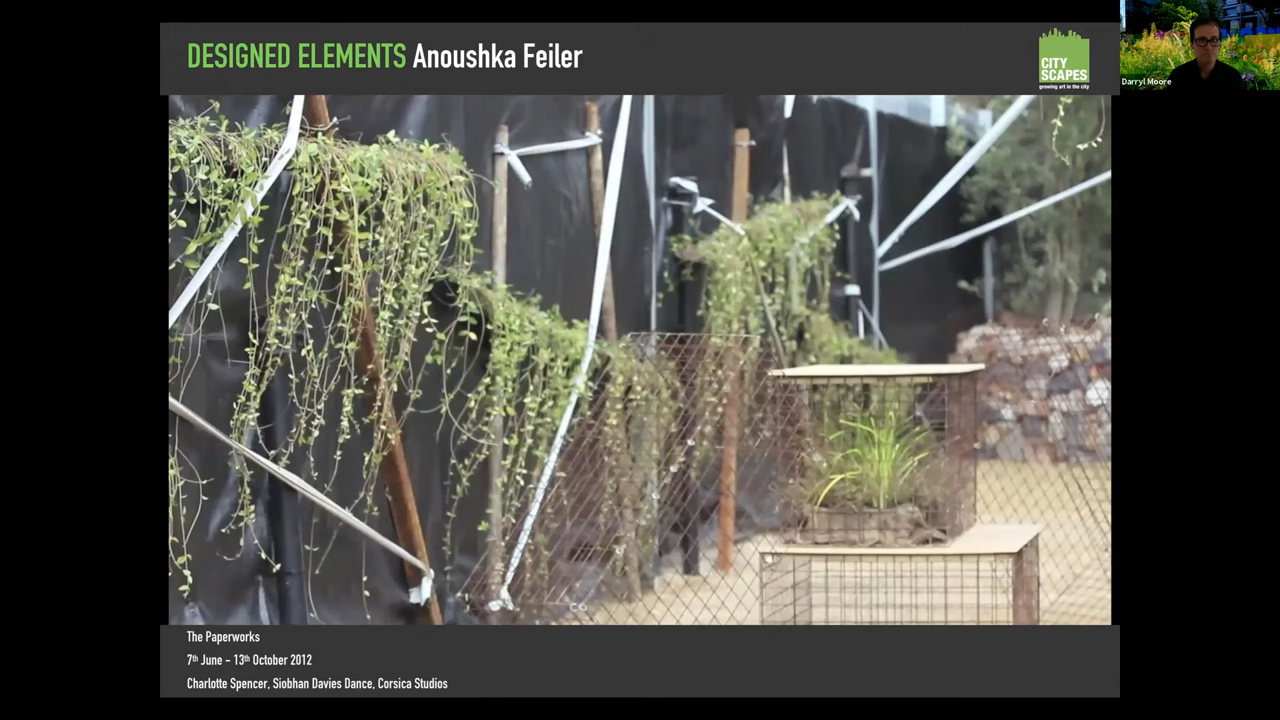 DESIGNED ELEMENTS Anoushka Feiler
CITY
SCAPES
growing art in the city
Darryl Moore
The Paperworks
7th June – 13th October 2012
Charlotte Spencer, Siobhan Davies Dance, Corsica Studios